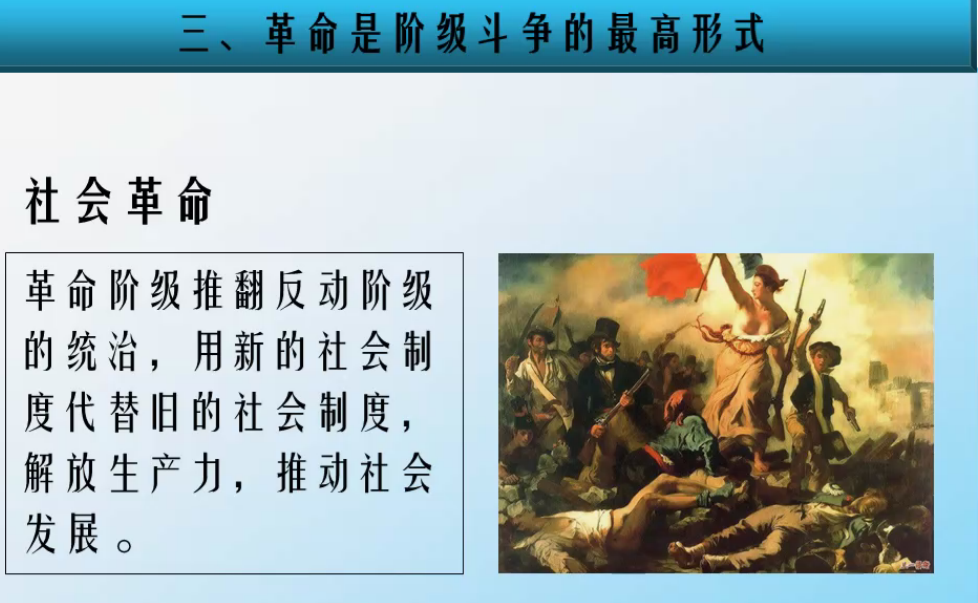 三、革命是阶级斗争的最高形式
社会革命
革命阶级推翻反动阶级
的统治，用新的社会制
度代替旧的社会制度，
解放生产力，推动社会
发展。